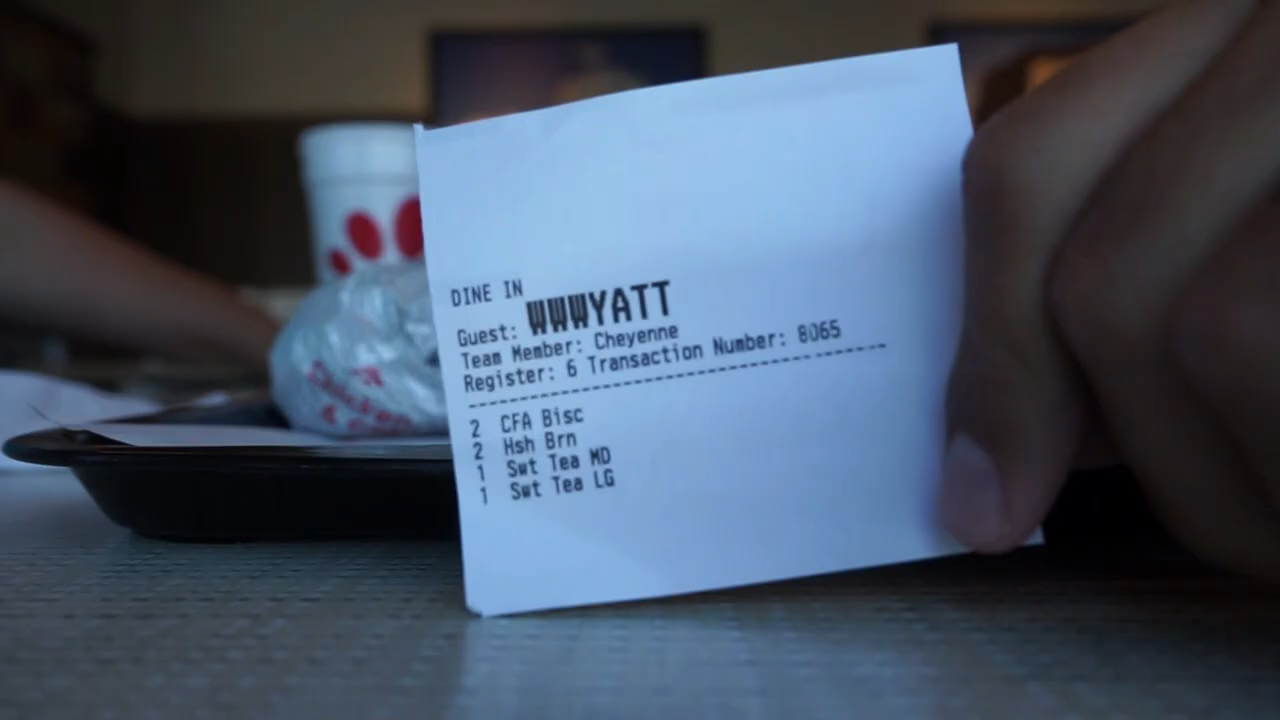 DINE IN
Guest: WWWYATT
Team Member: Cheyenne
Register: 6 Transaction Number: 8065
--------------------------------------------------
2 CFA Bisc
2 Hsh Brn
1 Swt Tea MD
1 Swt Tea LG
Chicken